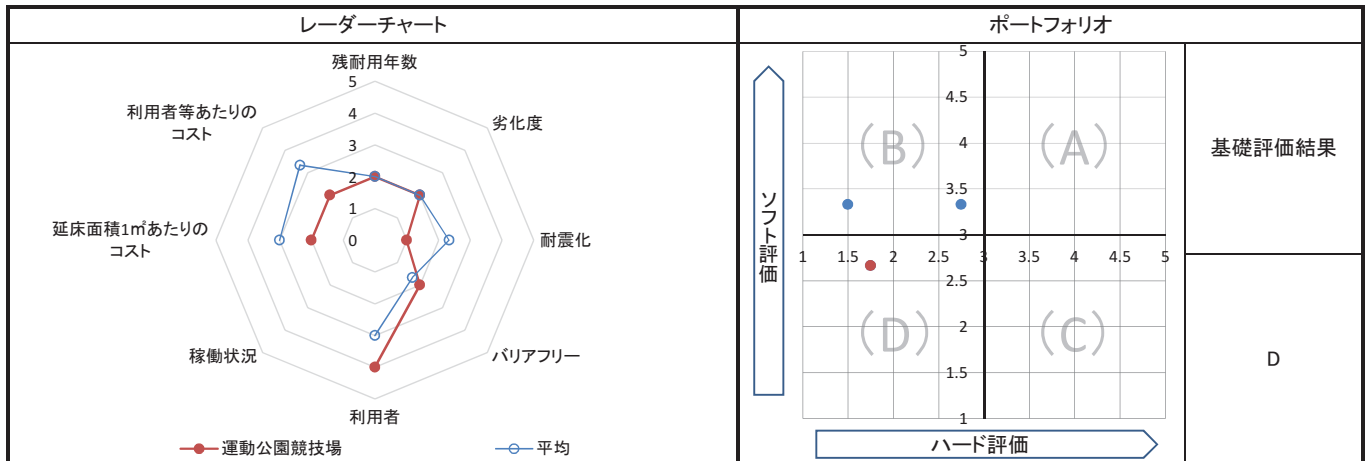 レーダーチャート
残耐用年数
5
4
3
2
1
0
劣化度
耐震化
バリアフリー
利用者
稼働状況
延床面積1㎡あたりの
コスト
利用者等あたりの
コスト
運動公園競技場
平均
ポートフォリオ
ソフト評価
5
4.5
4
3.5
3
2.5
2
1.5
1
1 1.5 2 2.5 3 3.5 4 4.5 5
(B)
(A)
(D)
(C)
ハード評価
基礎評価結果
D